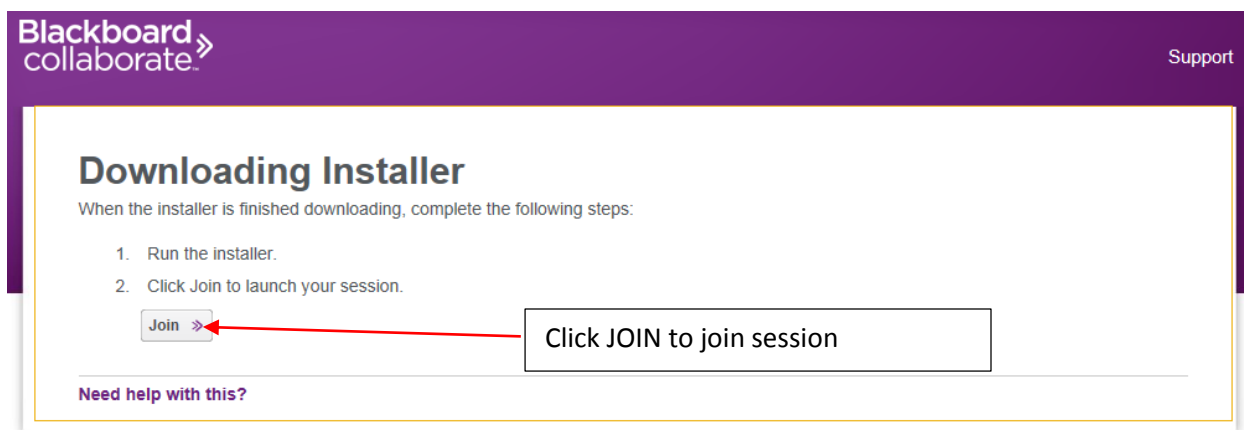 Blackboard
collaborate™
Support
Downloading Installer
When the installer is finished downloading, complete the following steps:
1. Run the installer.
2. Click Join to launch your session.
Join »
Click JOIN to join session
Need help with this?